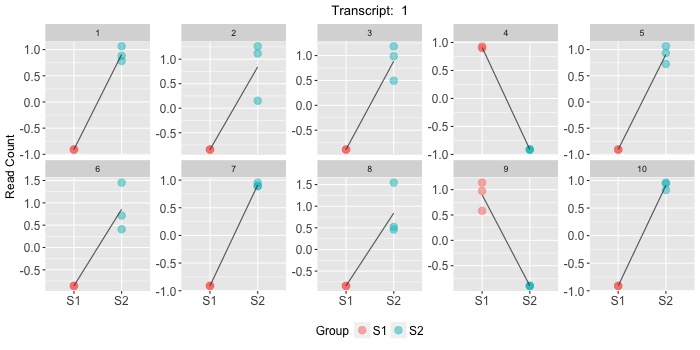 Transcript: 1
1 2 3 4 5
1.0 1.0 1.0 1.0 1.0
0.5 0.5 0.5 0.5 0.5
0.0 0.0 0.0 0.0 0.0
-0.5 -0.5 -0.5 -0.5 -0.5
-1.0 -1.0 -1.0
Read Count
6 7 8 9 10
1.5 1.0 1.5 1.0 1.0
1.0 0.5 1.0 0.5 0.5
0.5 0.0 0.5 0.0 0.0
0.0 -0.5 0.0 -0.5 -0.5
-0.5 -1.0 -0.5 -1.0
S1 S2 S1 S2 S1 S2 S1 S2 S1 S2
Group S1 S2